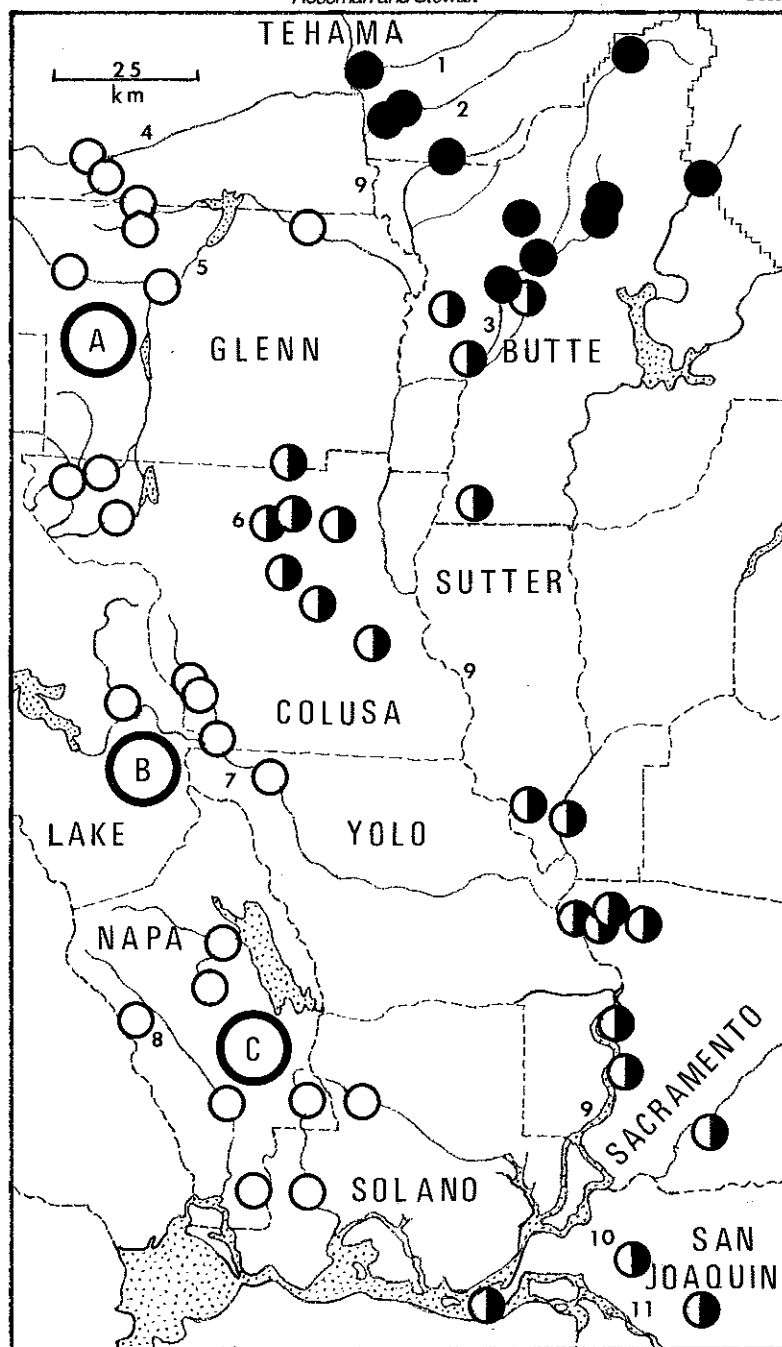 TEHAMA
25
km
1
2
4
9
5
A
GLENN
3
BUTTE
6
SUTTER
9
COLUSA
B
7
LAKE
YOLO
NAPA
8
C
9
SACRAMENTO
SOLANO
10
SAN
JOAQUIN
11